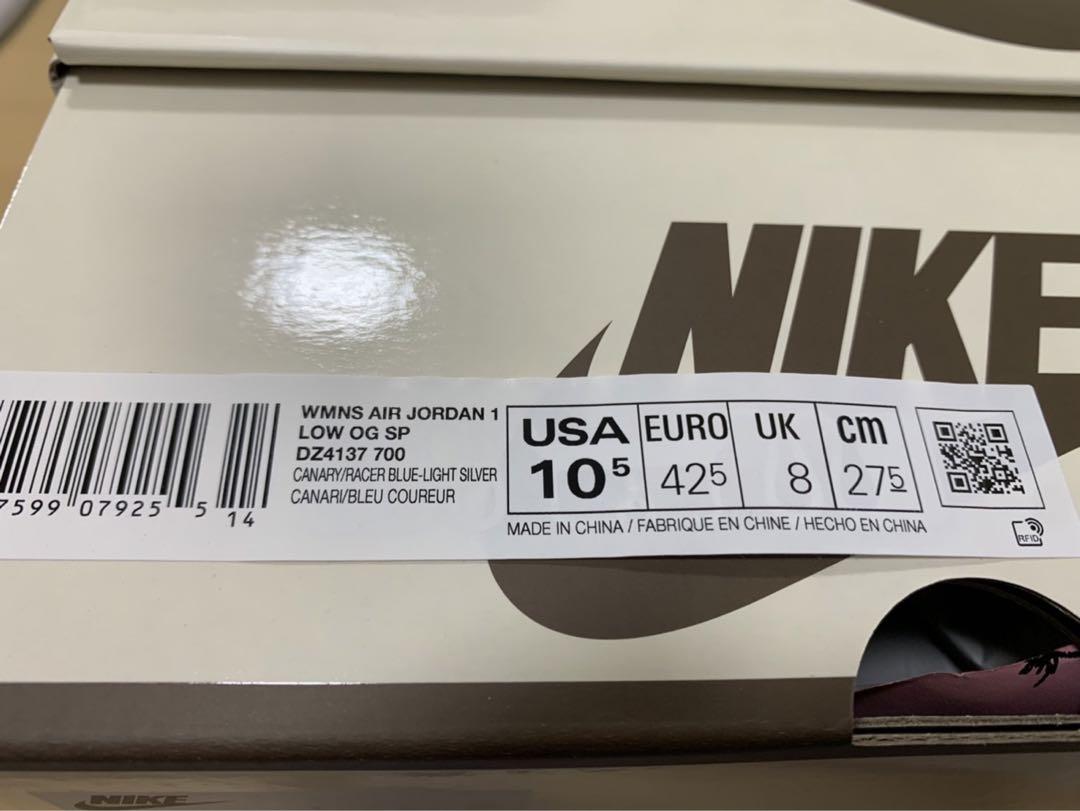 NIKE
WMNS AIR JORDAN 1
LOW OG SP
DZ4137 700
CANARY/RACER BLUE-LIGHT SILVER
CANARI/BLEU COUREUR
USA EURO UK cm
10⁵ 42⁵ 8 27⁵
7599 07925 5 14
MADE IN CHINA / FABRIQUE EN CHINE / HECHO EN CHINA
RFID
NIKE